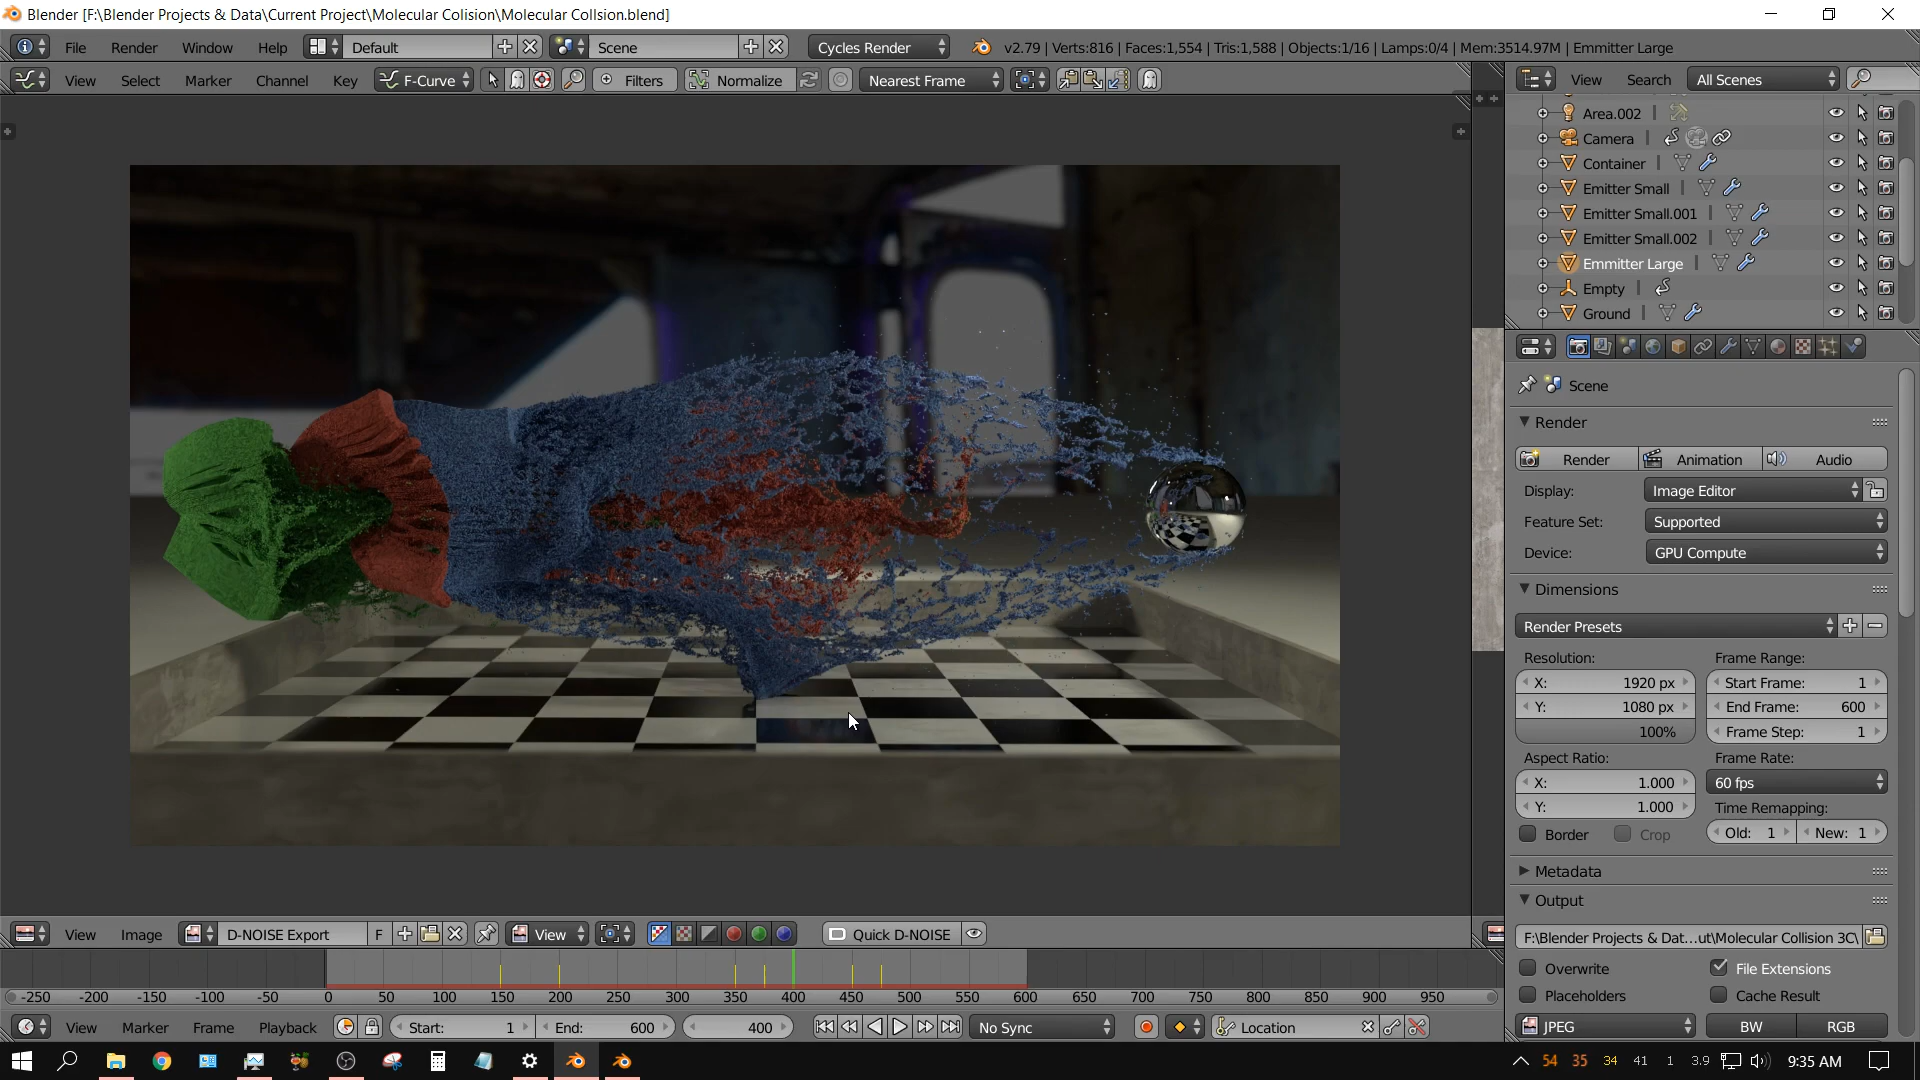 Blender [F:\Blender Projects & Data\Current Project\Molecular Colision\Molecular Collsion.blend]
File Render Window Help Default Scene Cycles Render v2.79 | Verts:816 | Faces:1,554 | Tris:1,588 | Objects:1/16 | Lamps:0/4 | Mem:3514.97M | Emmitter Large
View Select Marker Channel Key F-Curve Filters Normalize Nearest Frame
View Search All Scenes
Area.002
Camera
Container
Emitter Small
Emitter Small.001
Emitter Small.002
Emmitter Large
Empty
Ground
Scene
Render
Render Animation Audio
Display: Image Editor
Feature Set: Supported
Device: GPU Compute
Dimensions
Render Presets
Resolution: Frame Range:
X: 1920 px Start Frame: 1
Y: 1080 px End Frame: 600
100% Frame Step: 1
Aspect Ratio: Frame Rate:
X: 1.000 60 fps
Y: 1.000 Time Remapping:
Border Crop Old: 1 New: 1
Metadata
Output
F:\Blender Projects & Dat...ut\Molecular Collision 3C\
Overwrite File Extensions
Placeholders Cache Result
JPEG BW RGB
View Image D-NOISE Export F View Quick D-NOISE
-250 -200 -150 -100 -50 0 50 100 150 200 250 300 350 400 450 500 550 600 650 700 750 800 850 900 950
View Marker Frame Playback Start: 1 End: 600 400 No Sync Location
54 35 34 41 1 3.9 9:35 AM